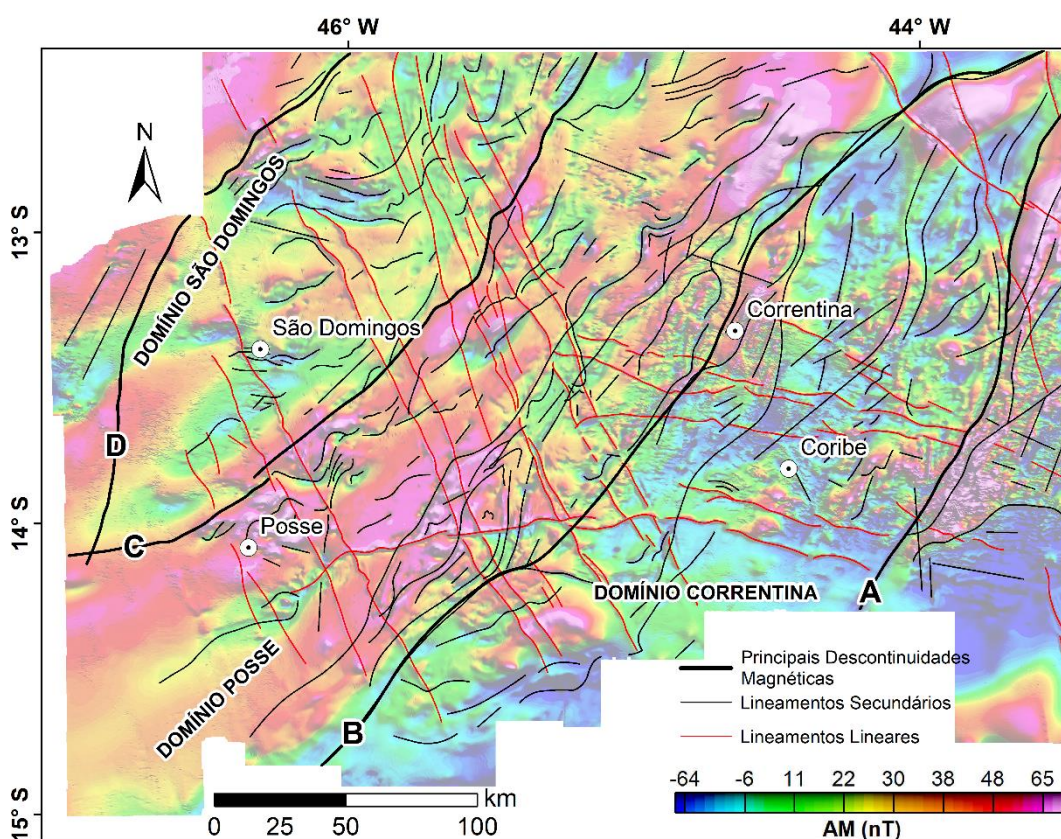 46° W
44° W
N
13° S
14° S
15° S
DOMÍNIO SÃO DOMINGOS
São Domingos
Correntina
Coribe
D
C
Posse
DOMÍNIO CORRENTINA
A
DOMÍNIO POSSE
B
Principais Descontinuidades
Magnéticas
Lineamentos Secundários
Lineamentos Lineares
km
0 25 50 100
-64 -6 11 22 30 38 48 65
AM (nT)